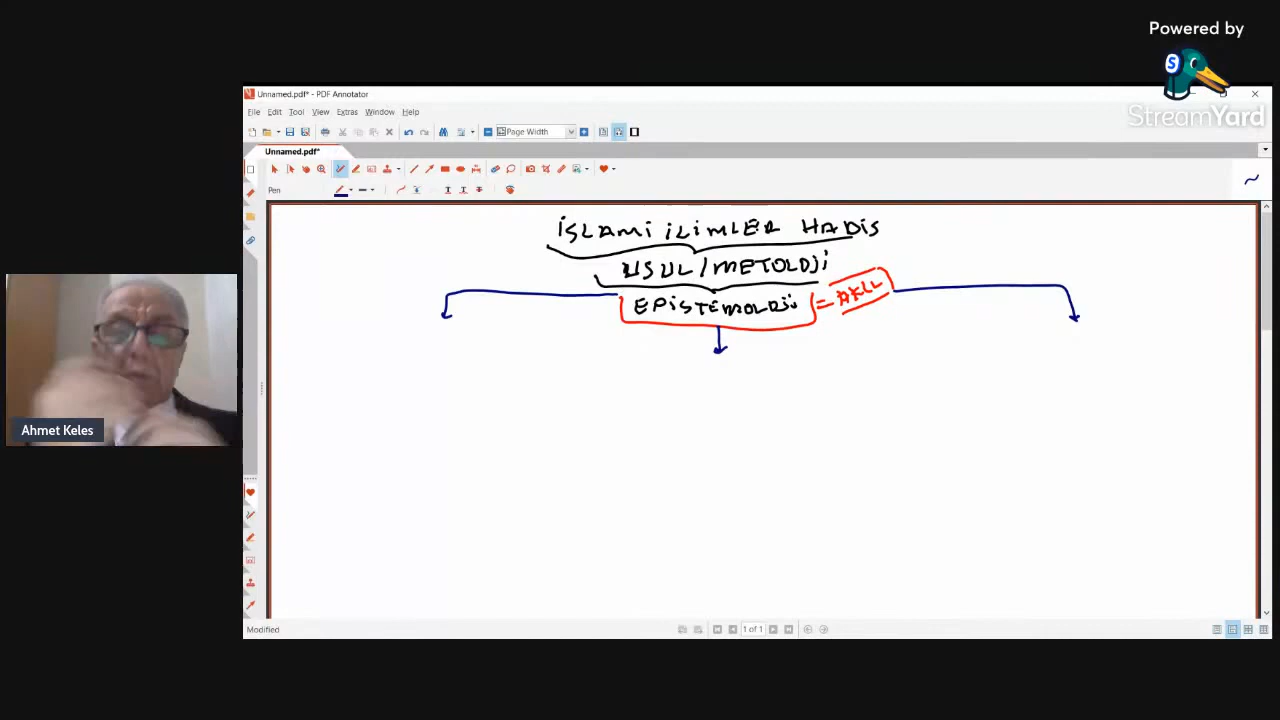 Powered by
StreamYard
Unnamed.pdf* - PDF Annotator
File Edit Tool View Extras Window Help
Page Width
Unnamed.pdf*
Pen
İSLAMİ İLİMLER HADİS
USUL/METOLOJİ
EPİSTEMOLOJİ = AKIL
Ahmet Keles
Modified
1 of 1